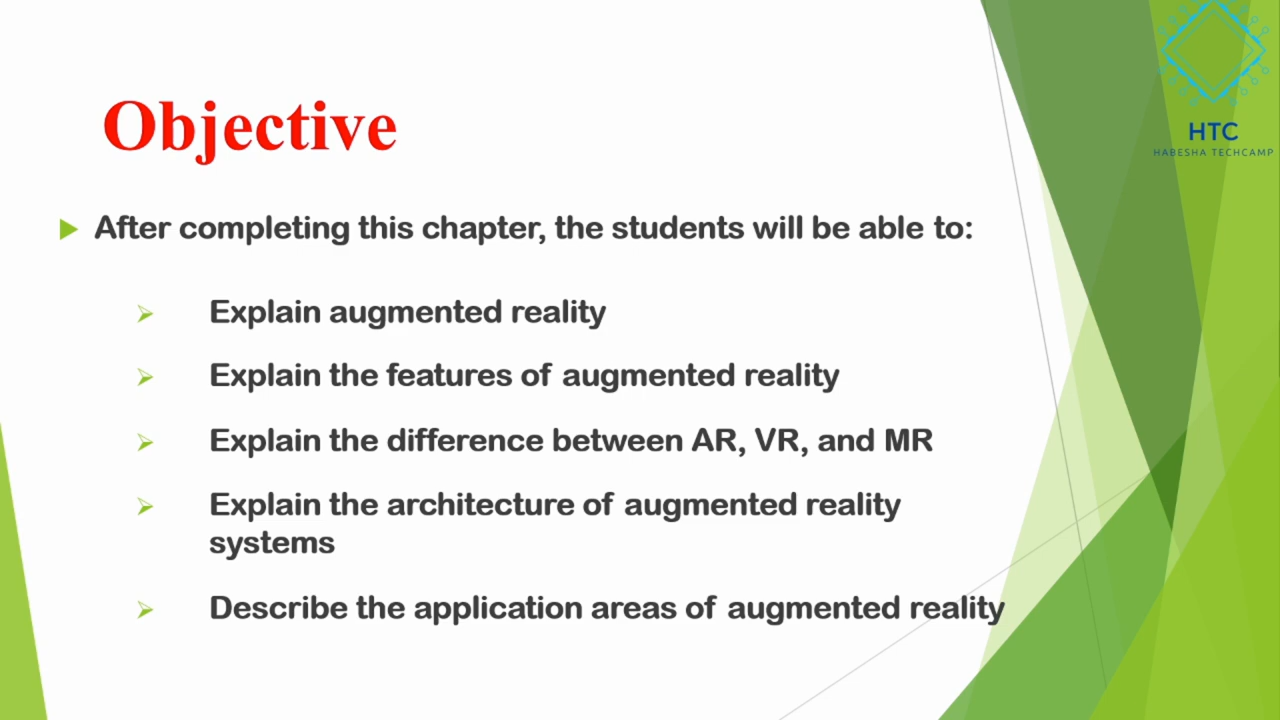 HTC
HABESHA TECHCAMP
Objective
After completing this chapter, the students will be able to:
Explain augmented reality
Explain the features of augmented reality
Explain the difference between AR, VR, and MR
Explain the architecture of augmented reality
systems
Describe the application areas of augmented reality